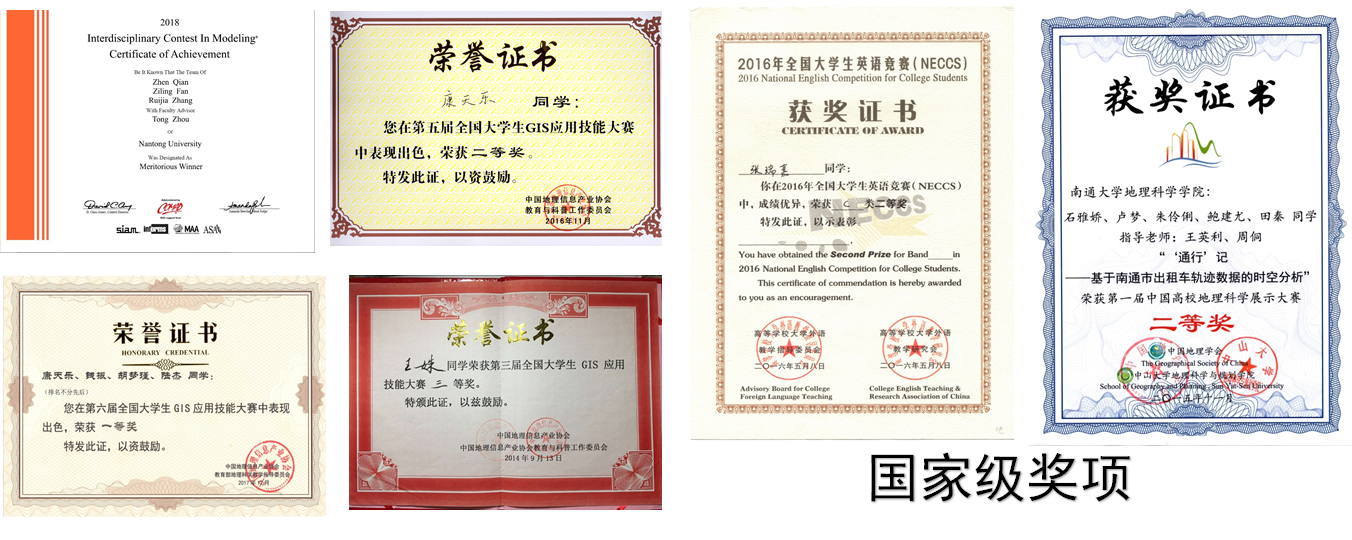 2018
Interdisciplinary Contest In Modeling®
Certificate of Achievement
Be It Known That The Team Of
Zhen Qian
Ziling Fan
Ruijia Zhang
With Faculty Advisor
Tong Zhou
Of
Nantong University
Was Designated As
Meritorious Winner
siam informs MAA ASA
荣誉证书
康天乐 同学：
您在第五届全国大学生GIS应用技能大赛
中表现出色，荣获二等奖。
特发此证，以资鼓励。
中国地理信息产业协会
教育与科普工作委员会
2016年11月
2016年全国大学生英语竞赛（NECCS）
2016 National English Competition for College Students
获奖证书
CERTIFICATE OF AWARD
同学：
你在2016年全国大学生英语竞赛（NECCS）
中，成绩优异，荣获 C 类二等奖
特发此证，以示表彰
NECCS
You have obtained the Second Prize for Band in
2016 National English Competition for College Students.
This certificate of commendation is hereby awarded
to you as an encouragement.
高等学校大学外语
教学指导委员会
二〇一六年五月八日
Advisory Board for College
Foreign Language Teaching
高等学校大学外语
教学研究会
二〇一六年五月八日
College English Teaching &
Research Association of China
获奖证书
南通大学地理科学学院：
石雅娇、卢梦、朱伶俐、鲍建尤、田秦 同学
指导老师：王英利、周侗
“‘通行’记
——基于南通市出租车轨迹数据的时空分析”
荣获第一届中国高校地理科学展示大赛
二等奖
中国地理学会
The Geographical Society of China
中山大学地理科学与规划学院
School of Geography and Planning, Sun Yat-sen University
二〇一五年十一月
荣誉证书
HONORARY CREDENTIAL
康天乐、魏振、胡梦瑾、陆杰 同学：
（排名不分先后）
您在第六届全国大学生GIS应用技能大赛中表现
出色，荣获 一等奖
特发此证，以资鼓励。
中国地理信息产业协会
2017年
荣誉证书
王姝 同学荣获第三届全国大学生 GIS 应用
技能大赛 三 等奖。
特颁此证，以兹鼓励。
中国地理信息产业协会
中国地理信息产业协会教育与科普工作委员会
2014年9月13日
国家级奖项